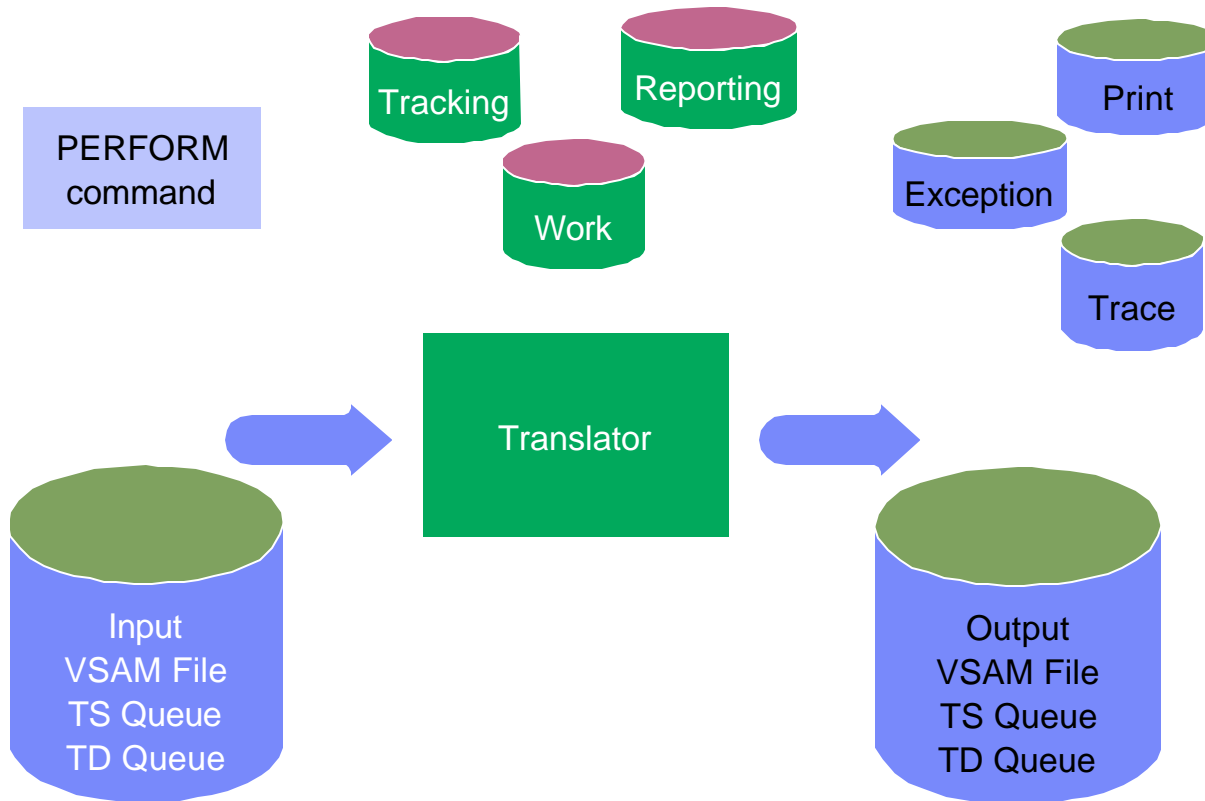 PERFORM
command
Tracking
Reporting
Work
Print
Exception
Trace
Translator
Input
VSAM File
TS Queue
TD Queue
Output
VSAM File
TS Queue
TD Queue